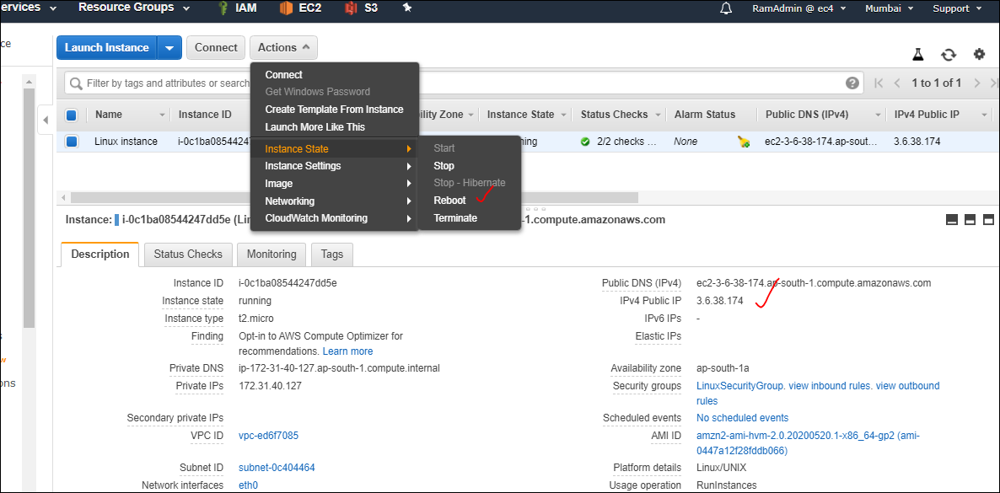 ervices Resource Groups IAM EC2 S3 RamAdmin @ ec4 Mumbai Support
ce
Launch Instance Connect Actions
Connect
Get Windows Password
Create Template From Instance
Launch More Like This
Instance State
Instance Settings
Image
Networking
CloudWatch Monitoring
Start
Stop
Stop - Hibernate
Reboot
Terminate
Filter by tags and attributes or search
1 to 1 of 1
Name Instance ID ility Zone Instance State Status Checks Alarm Status Public DNS (IPv4) IPv4 Public IP
Linux instance i-0c1ba08544247 ning 2/2 checks ... None ec2-3-6-38-174.ap-sout... 3.6.38.174
Instance: i-0c1ba08544247dd5e (Lin -1.compute.amazonaws.com
Description Status Checks Monitoring Tags
Instance ID i-0c1ba08544247dd5e
Public DNS (IPv4) ec2-3-6-38-174.ap-south-1.compute.amazonaws.com
Instance state running
IPv4 Public IP 3.6.38.174
Instance type t2.micro
IPv6 IPs -
Finding Opt-in to AWS Compute Optimizer for
recommendations. Learn more
Elastic IPs
Private DNS ip-172-31-40-127.ap-south-1.compute.internal
Availability zone ap-south-1a
Private IPs 172.31.40.127
Security groups LinuxSecurityGroup. view inbound rules. view outbound
rules
Secondary private IPs
Scheduled events No scheduled events
VPC ID vpc-ed6f7085
AMI ID amzn2-ami-hvm-2.0.20200520.1-x86_64-gp2 (ami-
0447a12f28fddb066)
Subnet ID subnet-0c404464
Platform details Linux/UNIX
Network interfaces eth0
Usage operation RunInstances
w
ons